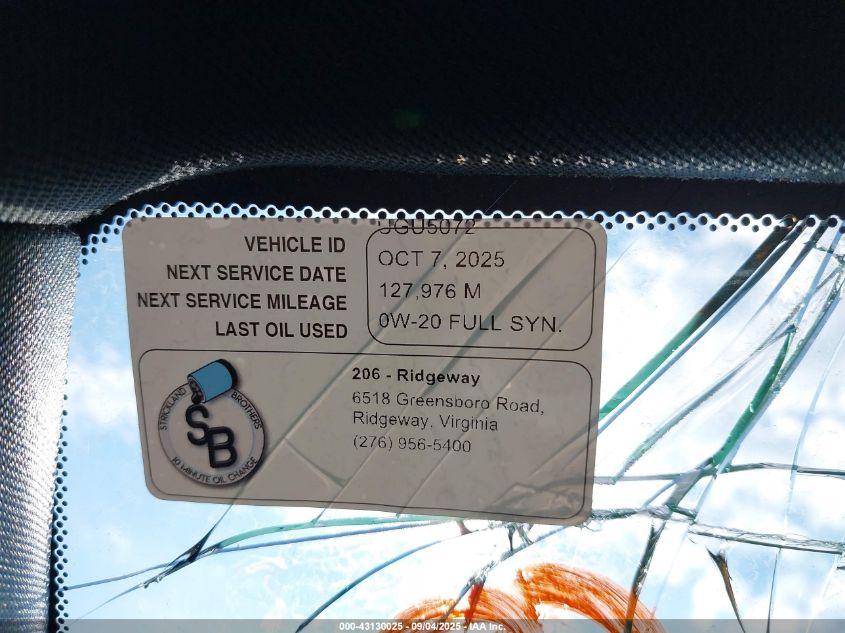 VEHICLE ID JGU5072
NEXT SERVICE DATE OCT 7, 2025
NEXT SERVICE MILEAGE 127,976 M
LAST OIL USED 0W-20 FULL SYN.
206 - Ridgeway
6518 Greensboro Road,
Ridgeway, Virginia
(276) 956-5400
STRICKLAND BROTHERS
SB
10 MINUTE OIL CHANGE
000-43130025 - 09/04/2025 - IAA Inc.